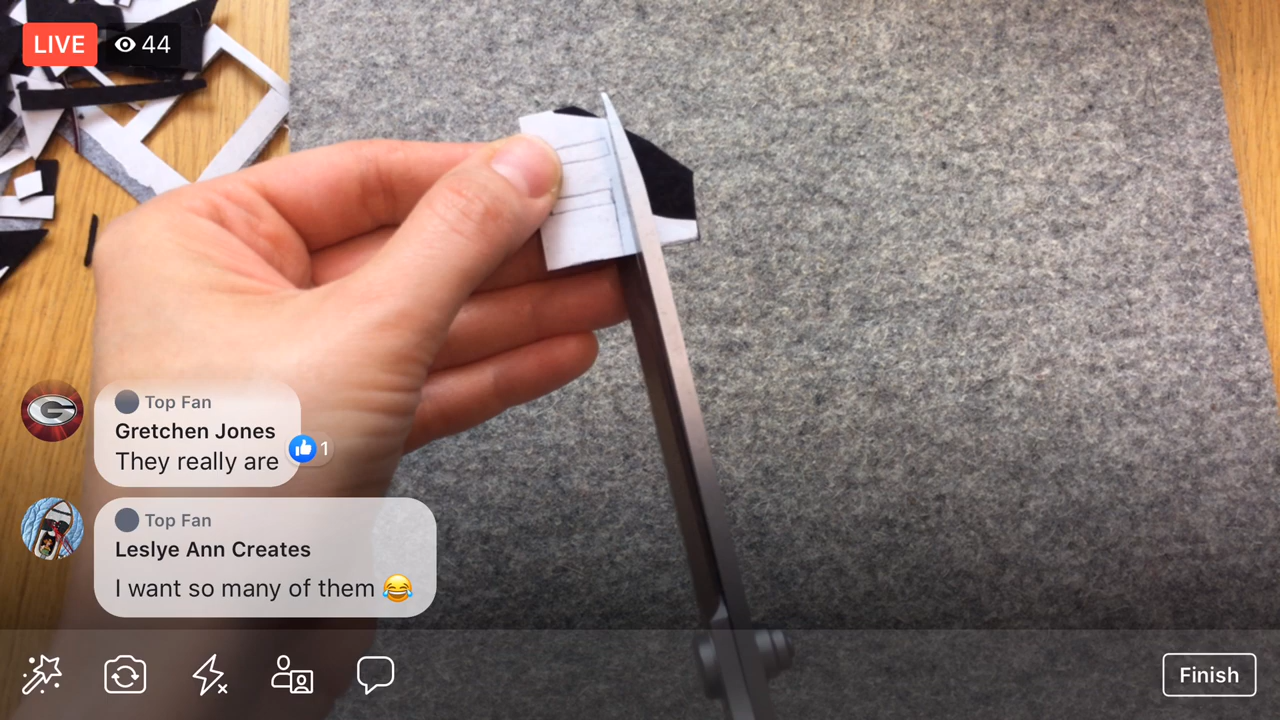 LIVE 44
Top Fan
Gretchen Jones
They really are
1
Top Fan
Leslye Ann Creates
I want so many of them 😂
Finish